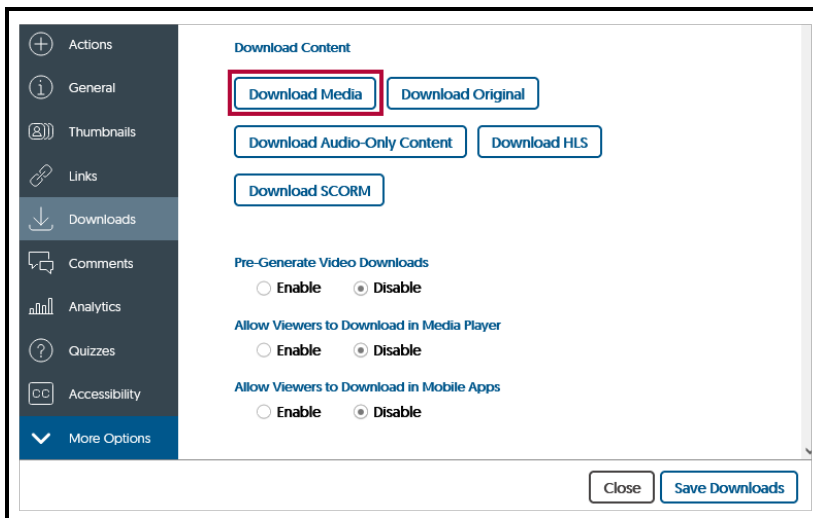 Actions
General
Thumbnails
Links
Downloads
Comments
Analytics
Quizzes
CC Accessibility
More Options
Download Content
Download Media Download Original
Download Audio-Only Content Download HLS
Download SCORM
Pre-Generate Video Downloads
Enable Disable
Allow Viewers to Download in Media Player
Enable Disable
Allow Viewers to Download in Mobile Apps
Enable Disable
Close Save Downloads